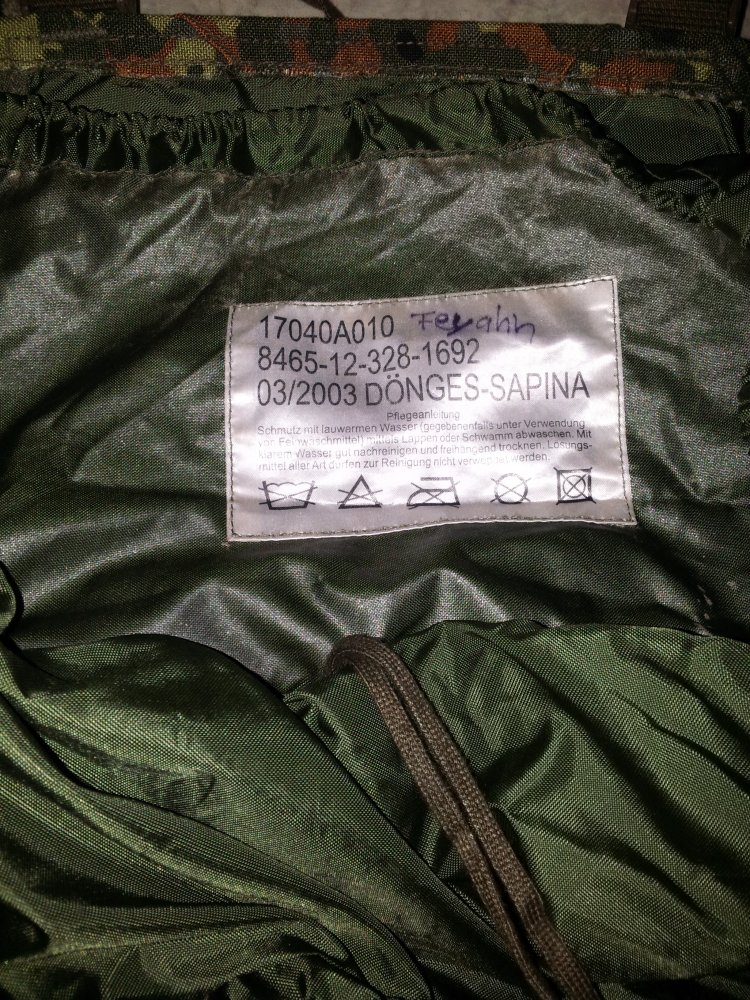 17040A010
8465-12-328-1692
03/2003 DÖNGES-SAPINA
Pflegeanleitung
Schmutz mit lauwarmen Wasser (gegebenenfalls unter Verwendung
von Feinwaschmittel) mittels Lappen oder Schwamm abwaschen. Mit
klarem Wasser gut nachreinigen und freihängend trocknen. Lösungs-
mittel aller Art dürfen zur Reinigung nicht verwendet werden.